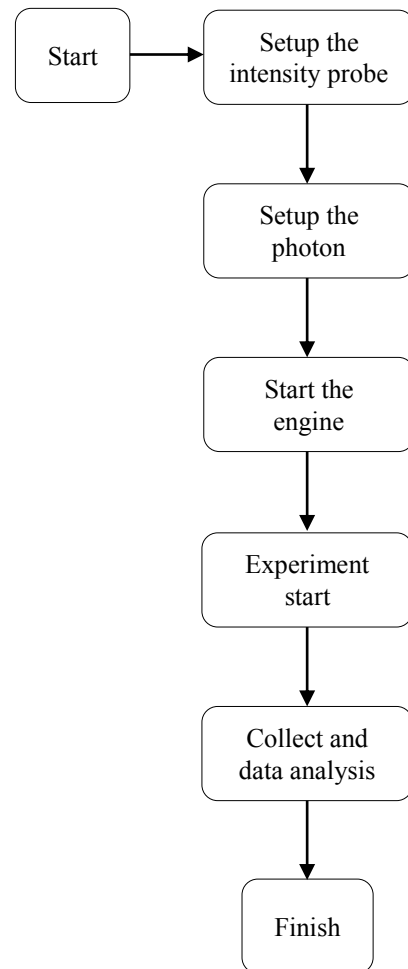 Start
Setup the
intensity probe
Setup the
photon
Start the
engine
Experiment
start
Collect and
data analysis
Finish